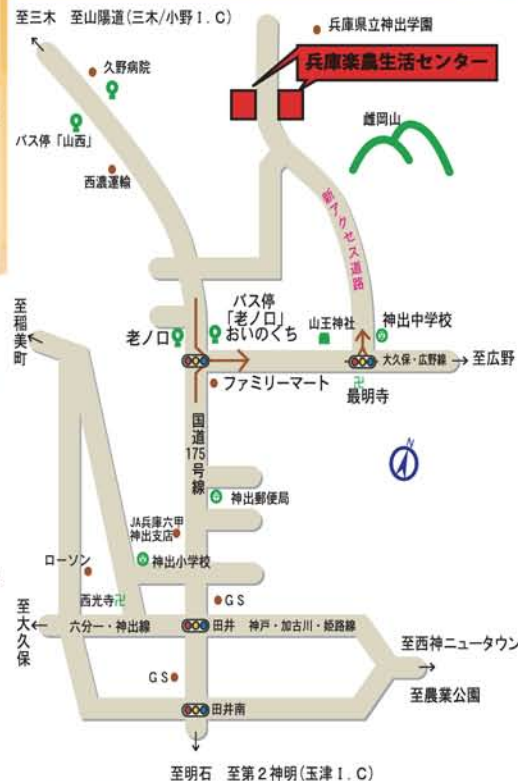 至三木　至山陽道(三木/小野I.C)
兵庫県立神出学園
久野病院
兵庫楽農生活センター
バス停「山西」
雌岡山
西濃運輸
新アクセス道路
至稲美町
バス停
「老ノ口」
おいのくち
老ノ口
山王神社
神出中学校
大久保・広野線
至広野
ファミリーマート
最明寺
国道175号線
N
神出郵便局
JA兵庫六甲
神出支店
ローソン
神出小学校
西光寺
GS
至大久保
六分一・神出線
田井
神戸・加古川・姫路線
至西神ニュータウン
GS
至農業公園
田井南
至明石　至第2神明(玉津I.C)